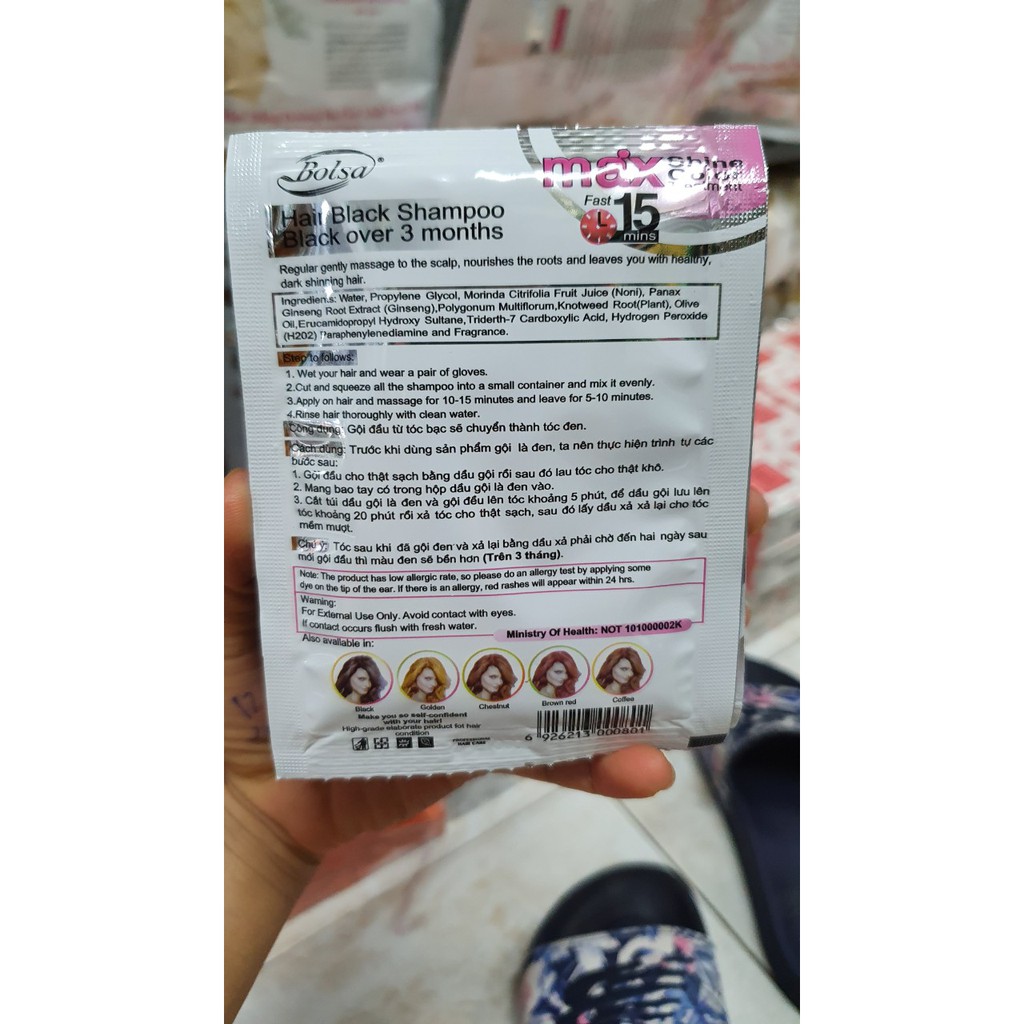 Bolsa®
max Shine
Color
Fast 15
mins
Hair Black Shampoo
Black over 3 months
Regular gently massage to the scalp, nourishes the roots and leaves you with healthy,
dark shinning hair.
Ingredients: Water, Propylene Glycol, Morinda Citrifolia Fruit Juice (Noni), Panax
Ginseng Root Extract (Ginseng),Polygonum Multiflorum,Knotweed Root(Plant), Olive
Oil,Erucamidopropyl Hydroxy Sultane,Triderth-7 Cardboxylic Acid, Hydrogen Peroxide
(H202) Paraphenylenediamine and Fragrance.
Step to follows:
1. Wet your hair and wear a pair of gloves.
2.Cut and squeeze all the shampoo into a small container and mix it evenly.
3.Apply on hair and massage for 10-15 minutes and leave for 5-10 minutes.
4.Rinse hair thoroughly with clean water.
Công dụng: Gội đầu từ tóc bạc sẽ chuyển thành tóc đen.
Cách dùng: Trước khi dùng sản phẩm gội là đen, ta nên thực hiện trình tự các
bước sau:
1. Gội đầu cho thật sạch bằng dầu gội rồi sau đó lau tóc cho thật khô.
2. Mang bao tay có trong hộp dầu gội là đen vào.
3. Cắt túi dầu gội là đen và gội đều lên tóc khoảng 5 phút, để dầu gội lưu lên
tóc khoảng 20 phút rồi xả tóc cho thật sạch, sau đó lấy dầu xả xả lại cho tóc
mềm mượt.
Chú ý: Tóc sau khi đã gội đen và xả lại bằng dầu xả phải chờ đến hai ngày sau
mới gội đầu thì màu đen sẽ bền hơn (Trên 3 tháng).
Note: The product has low allergic rate, so please do an allergy test by applying some
dye on the tip of the ear. If there is an allergy, red rashes will appear within 24 hrs.
Warning:
For External Use Only. Avoid contact with eyes.
If contact occurs flush with fresh water.
Ministry Of Health: NOT 101000002K
Also available in:
Black Golden Chestnut Brown red Coffee
Make you so self-confident
with your hair!
High-grade elaborate product fot hair
condition
HAIR CARE
6 926213 000801